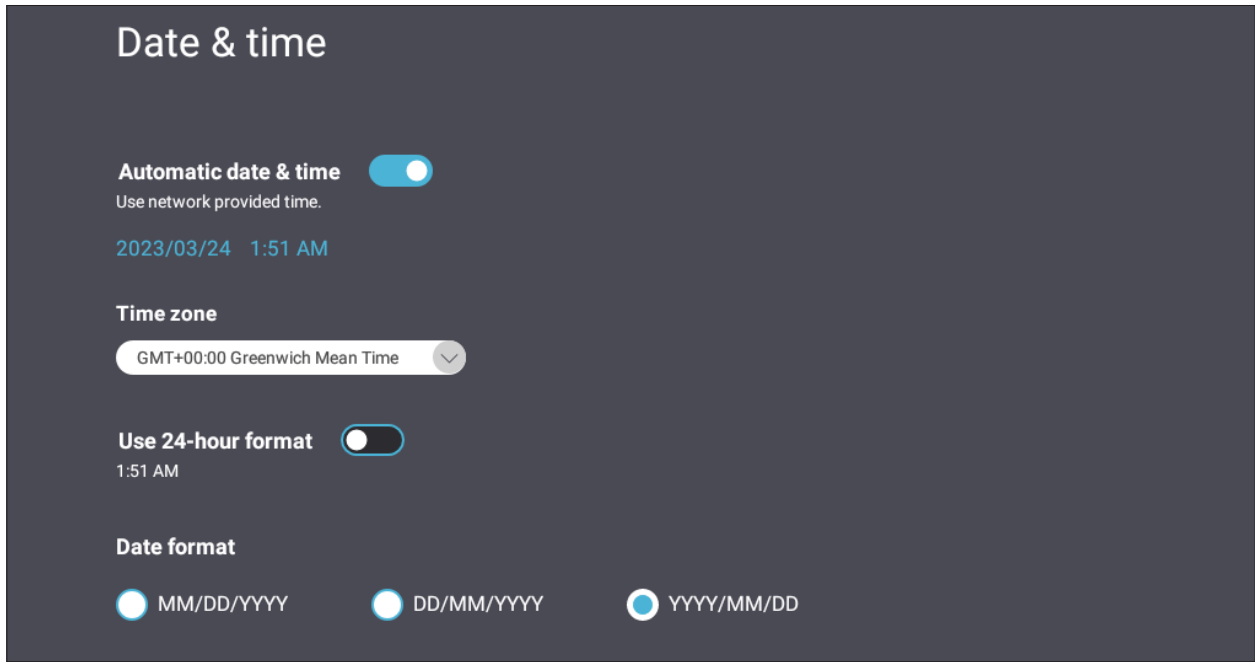 Date & time
Automatic date & time
Use network provided time.
2023/03/24 1:51 AM
Time zone
GMT+00:00 Greenwich Mean Time
Use 24-hour format
1:51 AM
Date format
MM/DD/YYYY DD/MM/YYYY YYYY/MM/DD